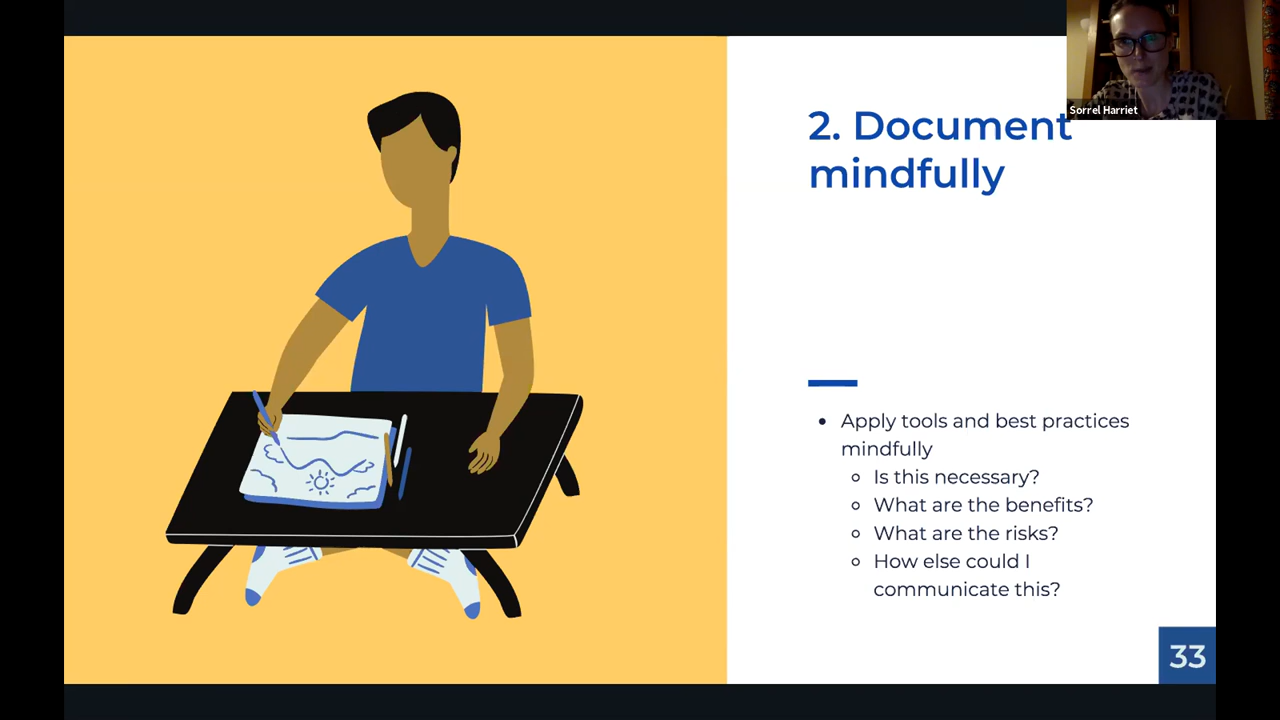 Sorrel Harriet
2. Document
mindfully
• Apply tools and best practices
mindfully
○ Is this necessary?
○ What are the benefits?
○ What are the risks?
○ How else could I
communicate this?
33